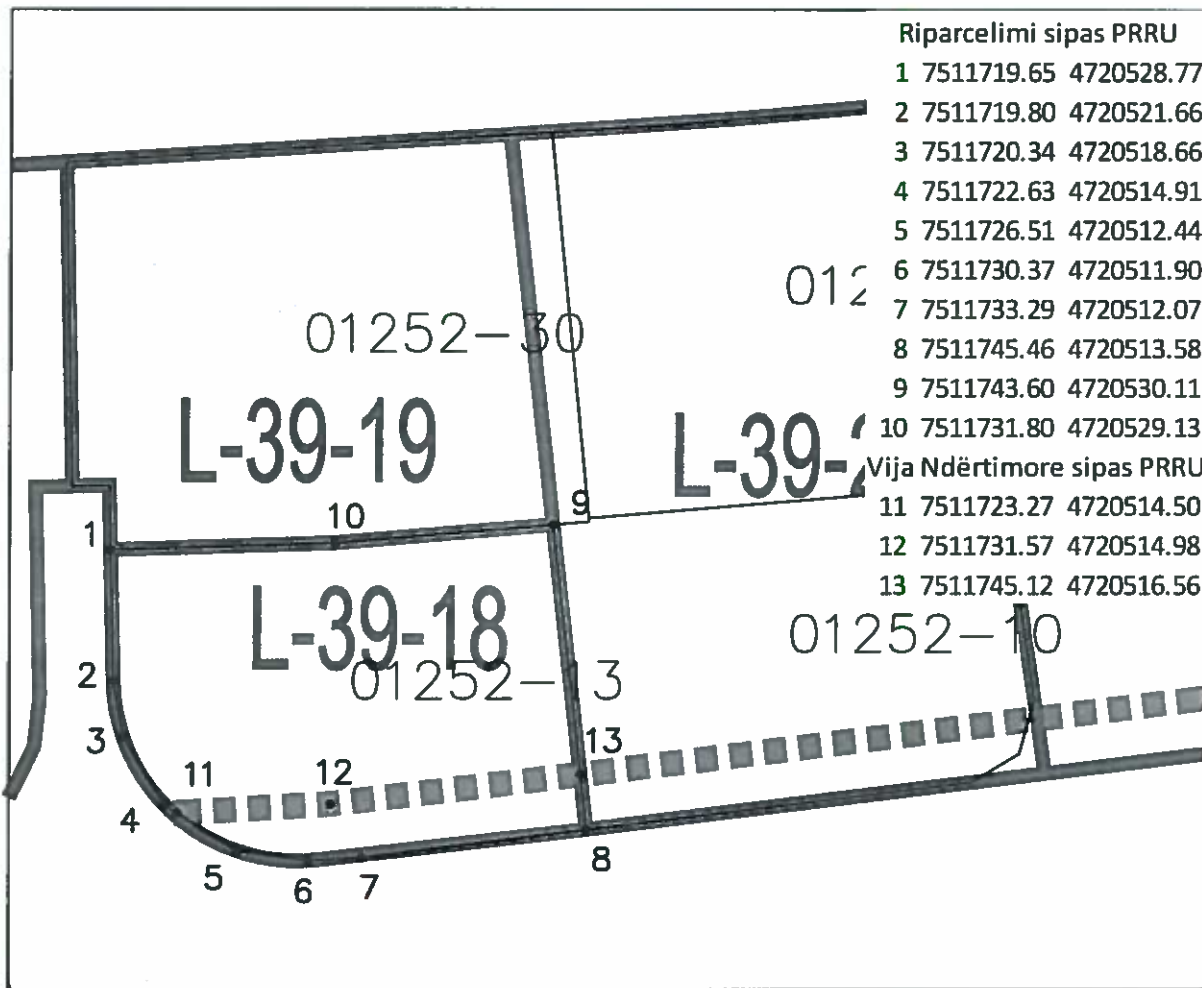 Riparcelimi sipas PRRU
1 7511719.65 4720528.77
2 7511719.80 4720521.66
3 7511720.34 4720518.66
4 7511722.63 4720514.91
5 7511726.51 4720512.44
6 7511730.37 4720511.90
7 7511733.29 4720512.07
8 7511745.46 4720513.58
9 7511743.60 4720530.11
10 7511731.80 4720529.13
Vija Ndërtimore sipas PRRU
11 7511723.27 4720514.50
12 7511731.57 4720514.98
13 7511745.12 4720516.56
01252-30
L-39-19
L-39-
1
10
9
L-39-18
01252-13
01252-10
2
3
4
11
12
13
5
6
7
8